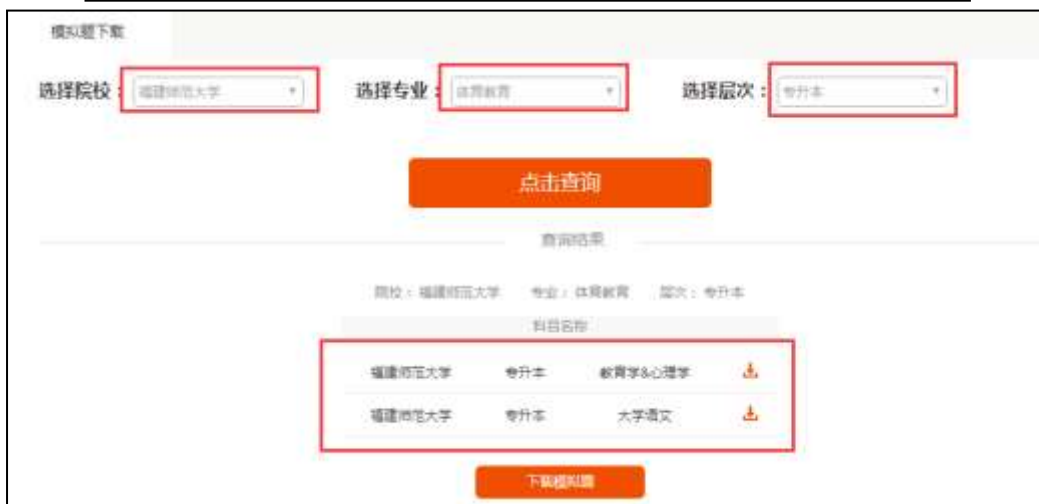 模拟题下载
选择院校： 福建师范大学 选择专业： 体育教育 选择层次： 专升本
点击查询
查询结果
院校：福建师范大学 专业：体育教育 层次：专升本
科目名称
福建师范大学 专升本 教育学&心理学
福建师范大学 专升本 大学语文
下载模拟题